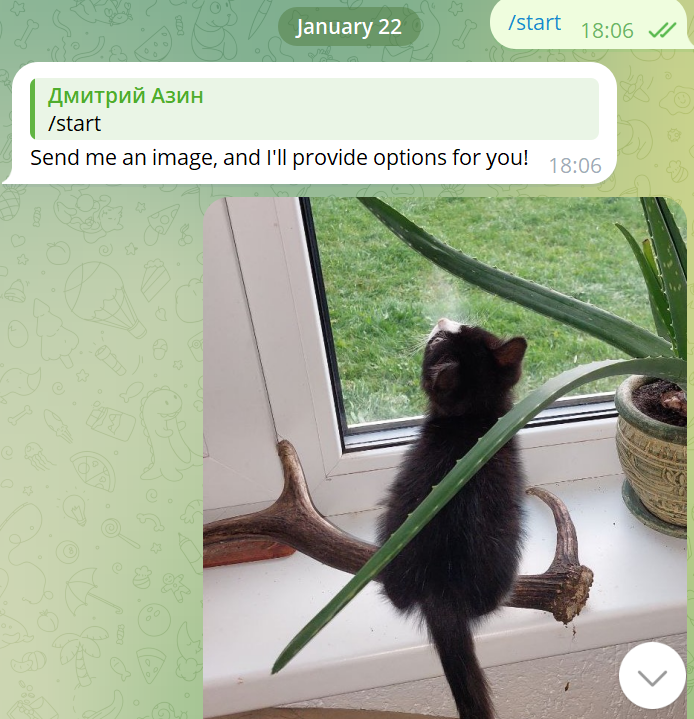 January 22
/start 18:06
Дмитрий Азин
/start
Send me an image, and I'll provide options for you! 18:06